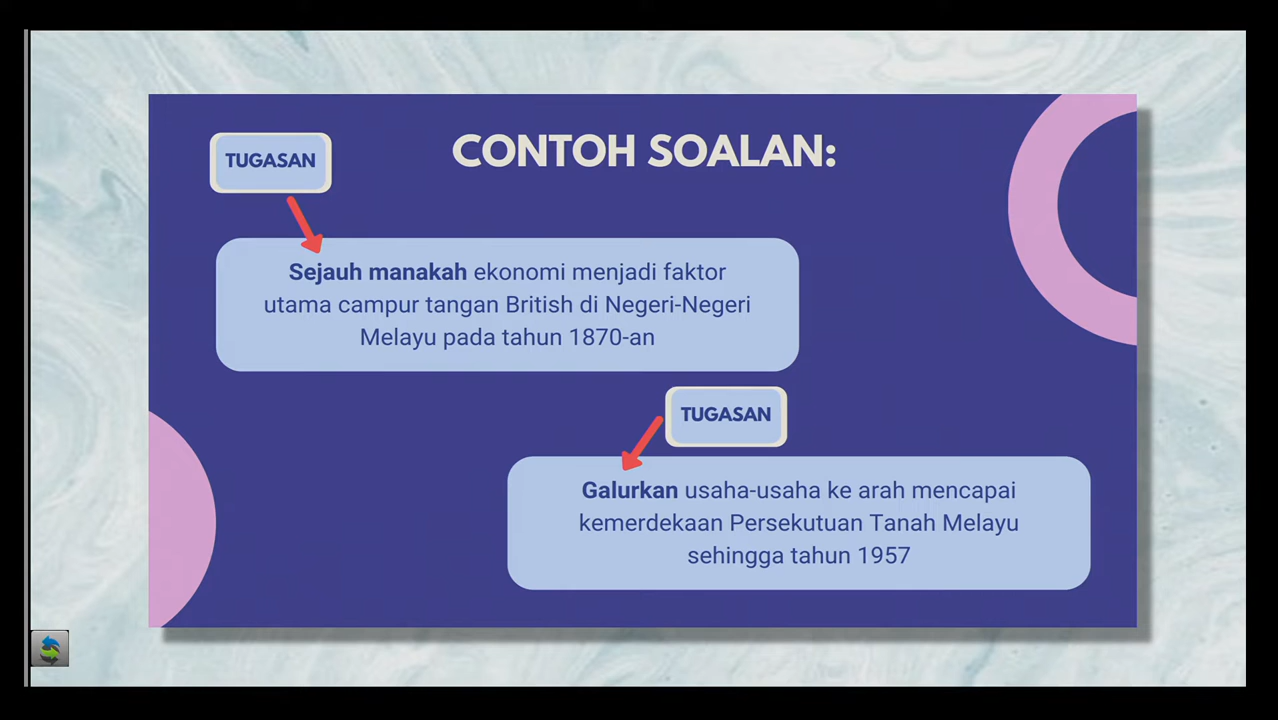 TUGASAN
CONTOH SOALAN:
Sejauh manakah ekonomi menjadi faktor
utama campur tangan British di Negeri-Negeri
Melayu pada tahun 1870-an
TUGASAN
Galurkan usaha-usaha ke arah mencapai
kemerdekaan Persekutuan Tanah Melayu
sehingga tahun 1957